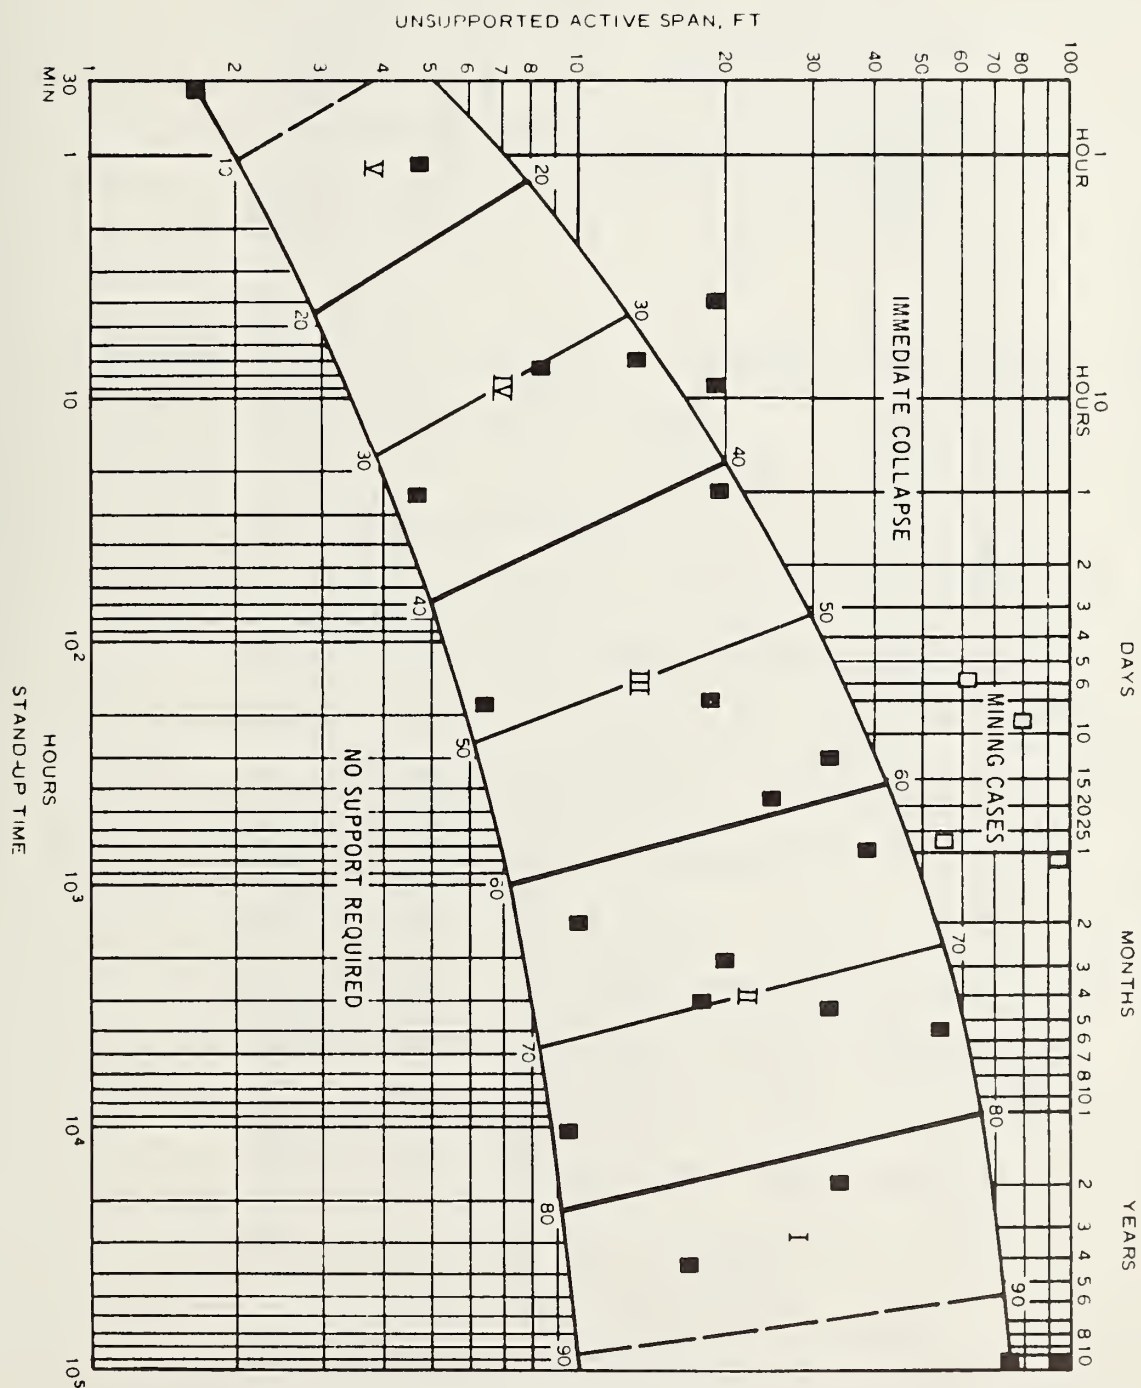 UNSUPPORTED ACTIVE SPAN, FT
1 2 3 4 5 6 7 8 10 20 30 40 50 60 70 80 100
30 MIN
1 HOUR
10 HOURS
DAYS
1 2 3 4 5 6 10 15 20 25
MONTHS
1 2 3 4 5 6 7 8 10
YEARS
1 2 3 4 5 6 8 10
IMMEDIATE COLLAPSE
MINING CASES
20 30 40 50 60 70 80 90
V
IV
III
II
I
10 20 30 40 50 60 70 80 90
NO SUPPORT REQUIRED
1 10 10² 10³ 10⁴ 10⁵
HOURS
STAND-UP TIME